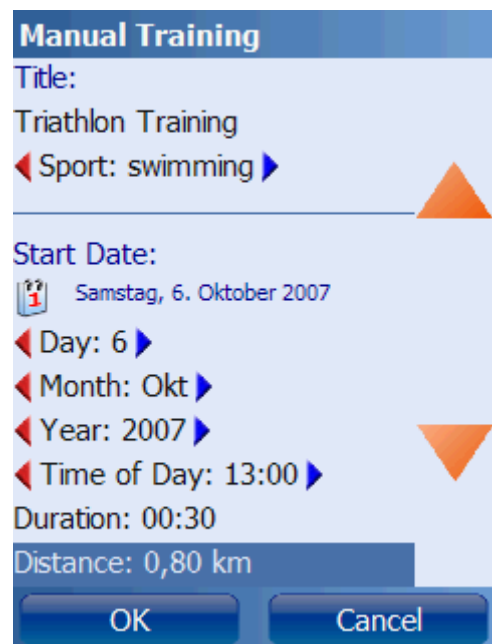 Manual Training
Title:
Triathlon Training
Sport: swimming
Start Date:
1
Samstag, 6. Oktober 2007
Day: 6
Month: Okt
Year: 2007
Time of Day: 13:00
Duration: 00:30
Distance: 0,80 km
OK Cancel